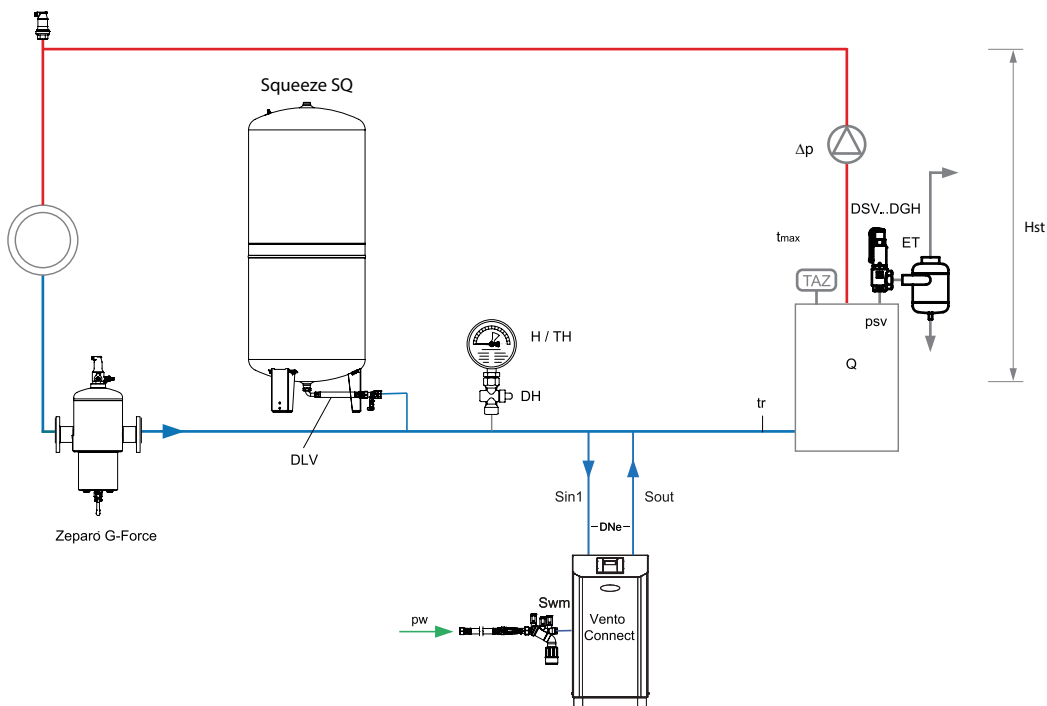 Squeeze SQ
Δp
DSV...DGH
Hst
tmax
ET
TAZ
psv
H / TH
Q
DH
tr
DLV
Sin1
Sout
DNe
Zeparo G-Force
Swm
pw
Vento
Connect